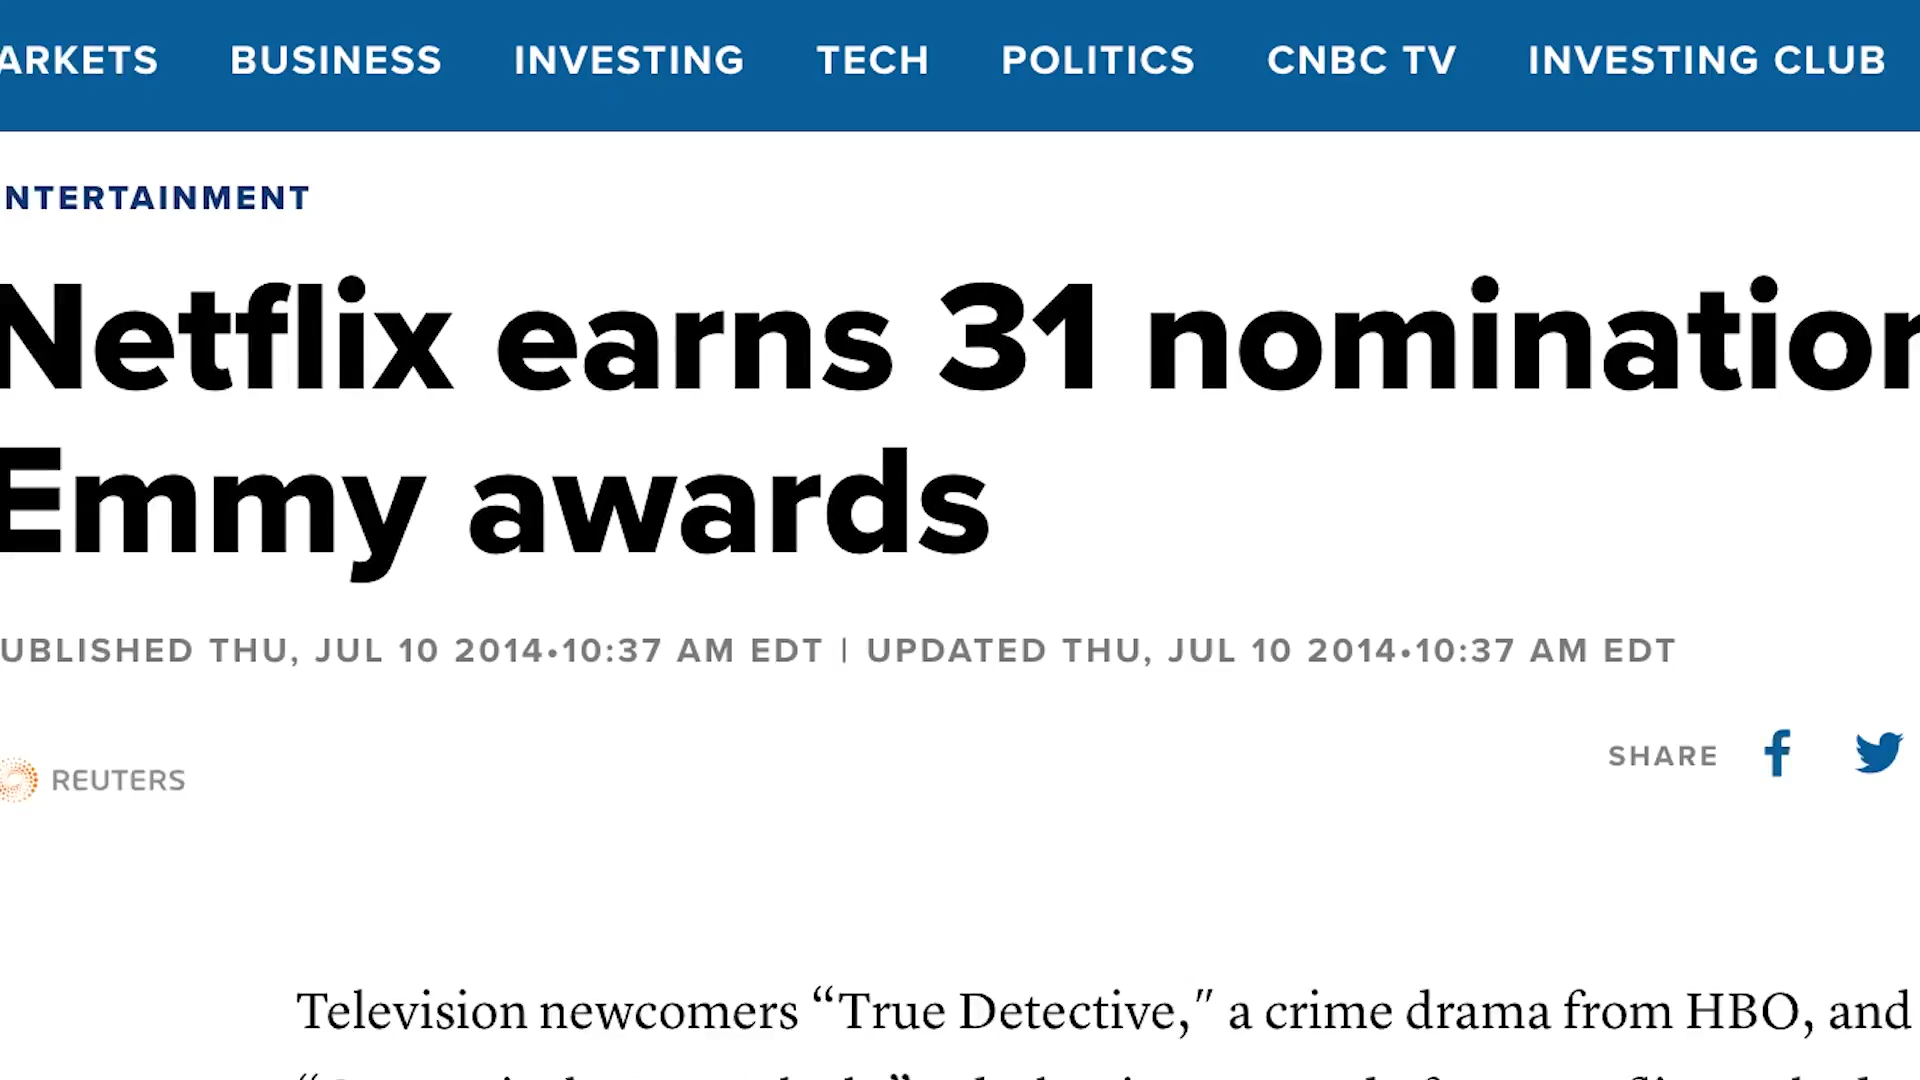 ARKETS BUSINESS INVESTING TECH POLITICS CNBC TV INVESTING CLUB
NTERTAINMENT
Netflix earns 31 nomination
Emmy awards
UBLISHED THU, JUL 10 2014•10:37 AM EDT | UPDATED THU, JUL 10 2014•10:37 AM EDT
REUTERS
SHARE
Television newcomers “True Detective,″ a crime drama from HBO, and